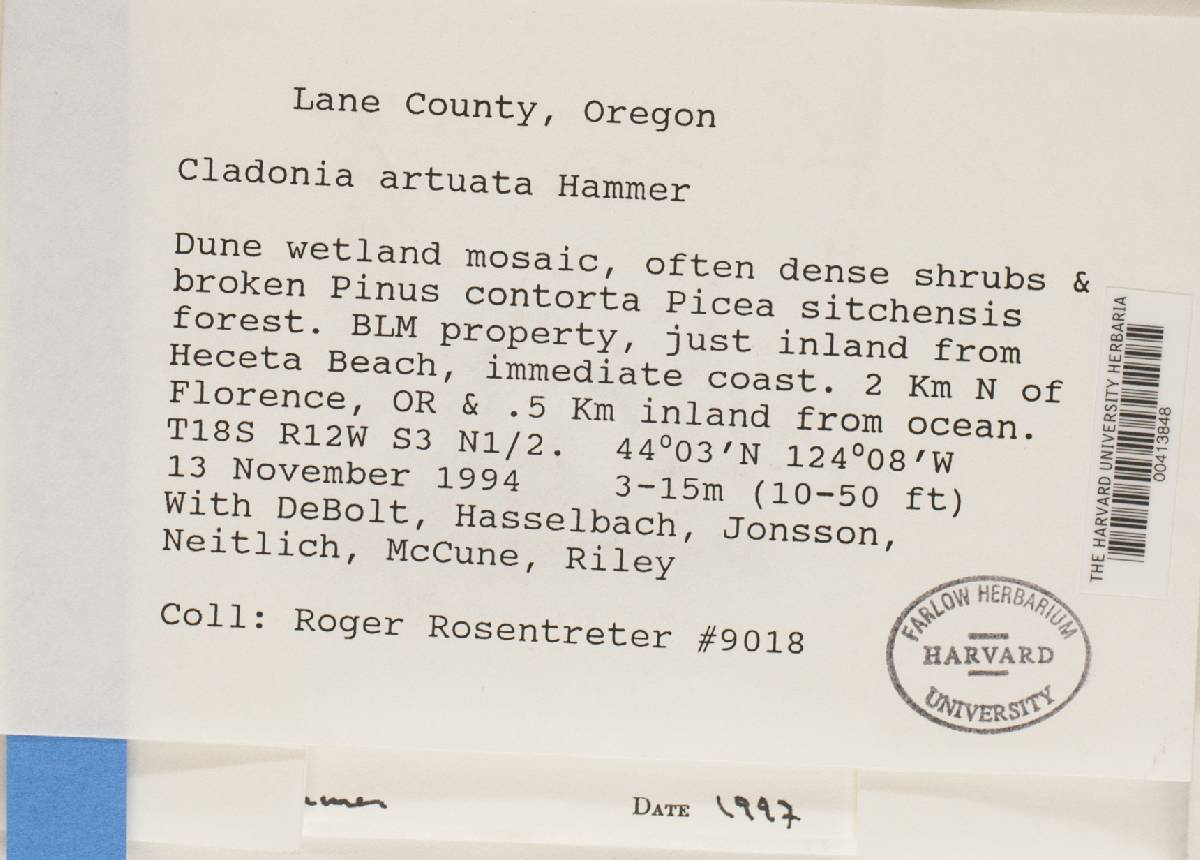 Lane County, Oregon
Cladonia artuata Hammer
Dune wetland mosaic, often dense shrubs &
broken Pinus contorta Picea sitchensis
forest. BLM property, just inland from
Heceta Beach, immediate coast. 2 Km N of
Florence, OR & .5 Km inland from ocean.
T18S R12W S3 N1/2. 44°03'N 124°08'W
13 November 1994 3-15m (10-50 ft)
With DeBolt, Hasselbach, Jonsson,
Neitlich, McCune, Riley
Coll: Roger Rosentreter #9018
THE HARVARD UNIVERSITY HERBARIA
00413848
FARLOW HERBARIUM
HARVARD
UNIVERSITY
DATE 1997